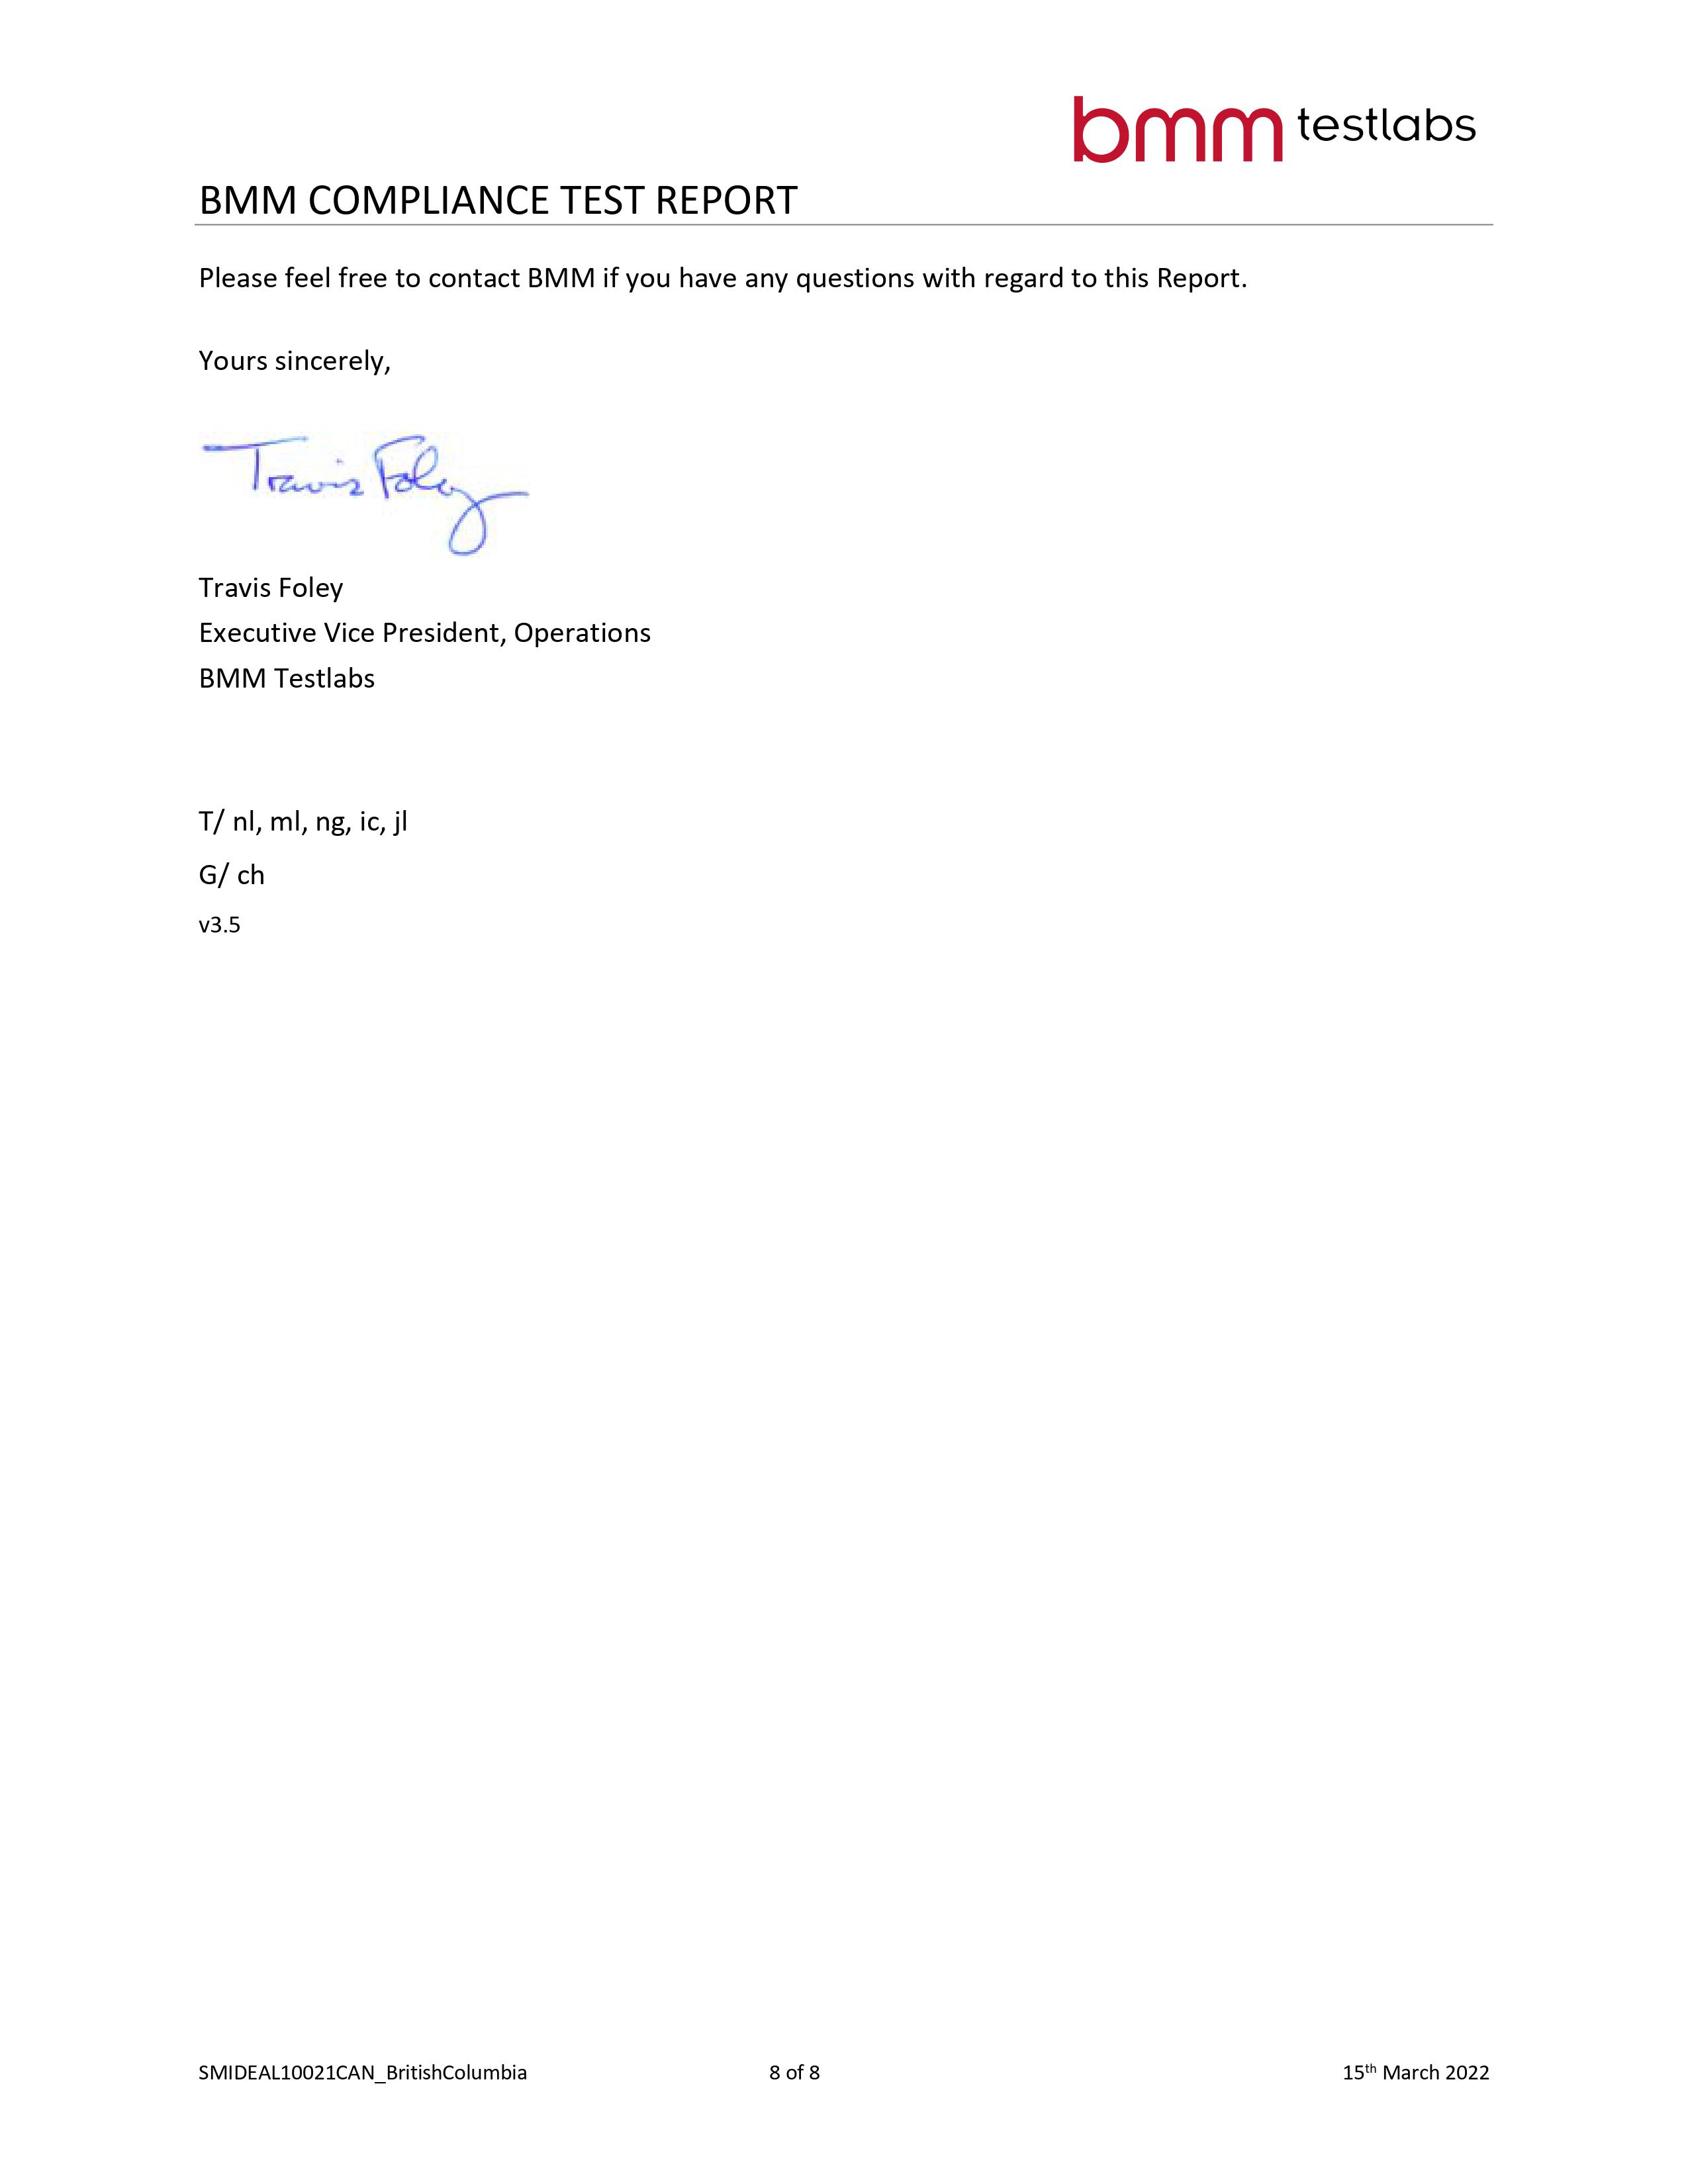 bmm testlabs
BMM COMPLIANCE TEST REPORT
Please feel free to contact BMM if you have any questions with regard to this Report.
Yours sincerely,
Travis Foley
Travis Foley
Executive Vice President, Operations
BMM Testlabs
T/ nl, ml, ng, ic, jl
G/ ch
v3.5
SMIDEAL10021CAN_BritishColumbia 8 of 8 15th March 2022